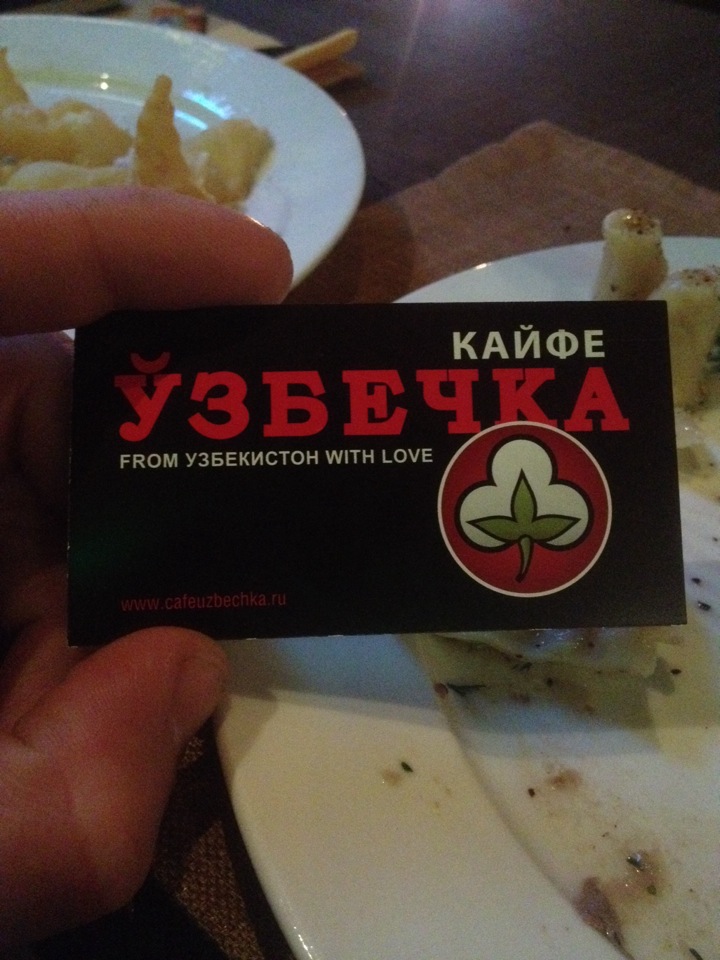 КАЙФЕ
ЎЗБЕЧКА
FROM УЗБЕКИСТОН WITH LOVE
www.cafeuzbechka.ru